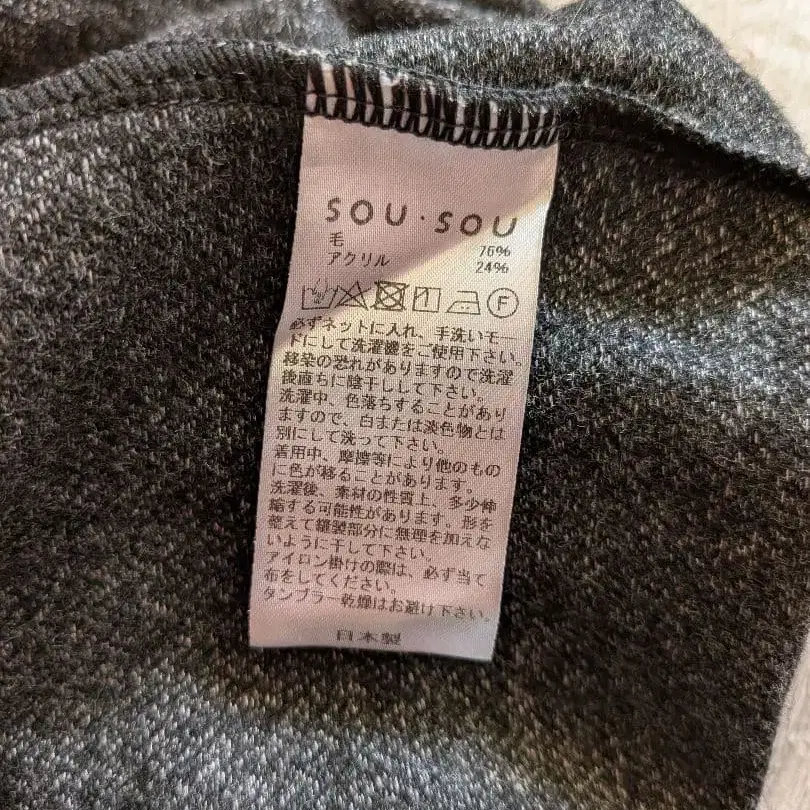 SOU・SOU
毛 76%
アクリル 24%
F
必ずネットに入れ、手洗いモー
ドにして洗濯機をご使用下さい。
移染の恐れがありますので洗濯
後直ちに陰干しして下さい。
洗濯中、色落ちすることがあり
ますので、白または淡色物とは
別にして洗って下さい。
着用中、摩擦等により他のもの
に色が移ることがあります。
洗濯後、素材の性質上、多少伸
縮する可能性があります。形を
整えて縫製部分に無理を加えな
いように干して下さい。
アイロン掛けの際は、必ず当て
布をしてください。
タンブラー乾燥はお避け下さい。
日本製